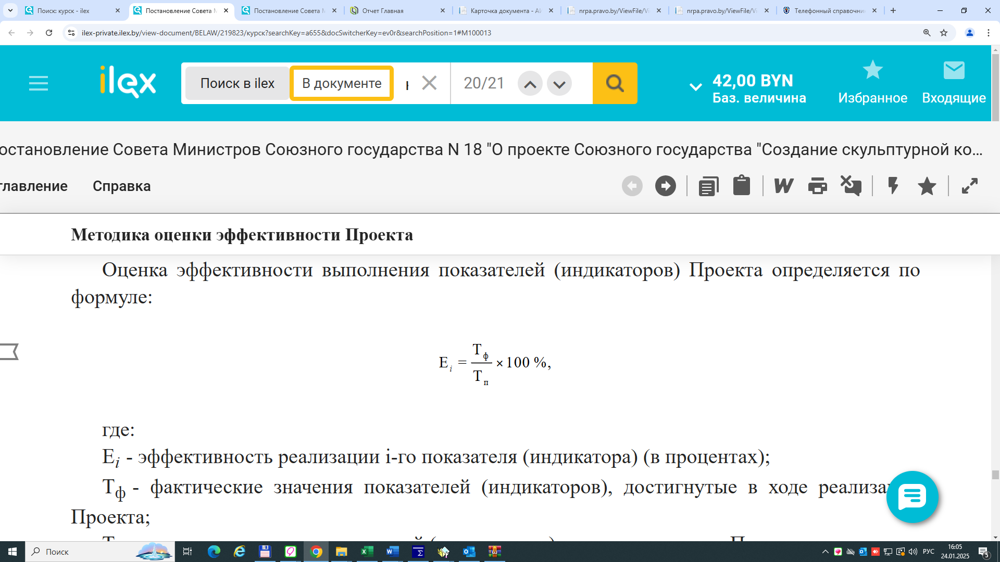 Поиск: курск - ilex
Постановление Совета М
Постановление Совета М
Отчет Главная
Карточка документа - АИ
nrpa.pravo.by/ViewFile/Vi
nrpa.pravo.by/ViewFile/Vi
Телефонный справочник
ilex-private.ilex.by/view-document/BELAW/219823/курск?searchKey=a655&docSwitcherKey=ev0r&searchPosition=1#M100013
ilex
Поиск в ilex
В документе
20/21
42,00 BYN
Баз. величина
Избранное
Входящие
остановление Совета Министров Союзного государства N 18 "О проекте Союзного государства "Создание скульптурной ко...
главление
Справка
Методика оценки эффективности Проекта
Оценка эффективности выполнения показателей (индикаторов) Проекта определяется по
формуле:
E_i = T_ф / T_п × 100 %,
где:
E_i - эффективность реализации i-го показателя (индикатора) (в процентах);
T_ф - фактические значения показателей (индикаторов), достигнутые в ходе реализа
Проекта;
Поиск
РУС
16:05
24.01.2025
5